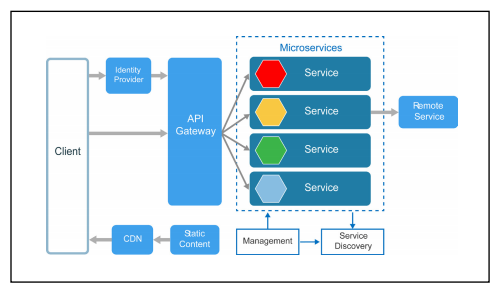 Microservices
Identity
Provider
API
Gateway
Service
Service
Remote
Service
Client
Service
Service
CDN
Static
Content
Management
Service
Discovery